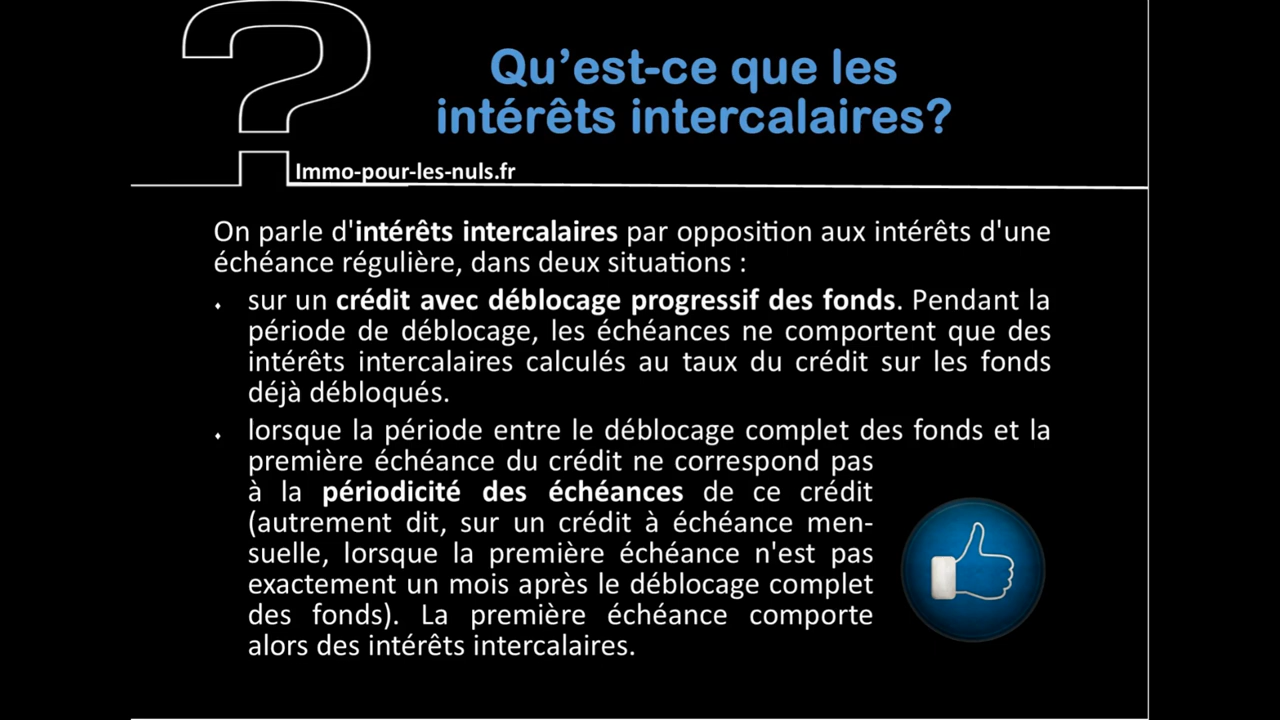 Qu’est-ce que les
intérêts intercalaires?
Immo-pour-les-nuls.fr
On parle d'intérêts intercalaires par opposition aux intérêts d'une
échéance régulière, dans deux situations :
sur un crédit avec déblocage progressif des fonds. Pendant la
période de déblocage, les échéances ne comportent que des
intérêts intercalaires calculés au taux du crédit sur les fonds
déjà débloqués.
lorsque la période entre le déblocage complet des fonds et la
première échéance du crédit ne correspond pas
à la périodicité des échéances de ce crédit
(autrement dit, sur un crédit à échéance men-
suelle, lorsque la première échéance n'est pas
exactement un mois après le déblocage complet
des fonds). La première échéance comporte
alors des intérêts intercalaires.